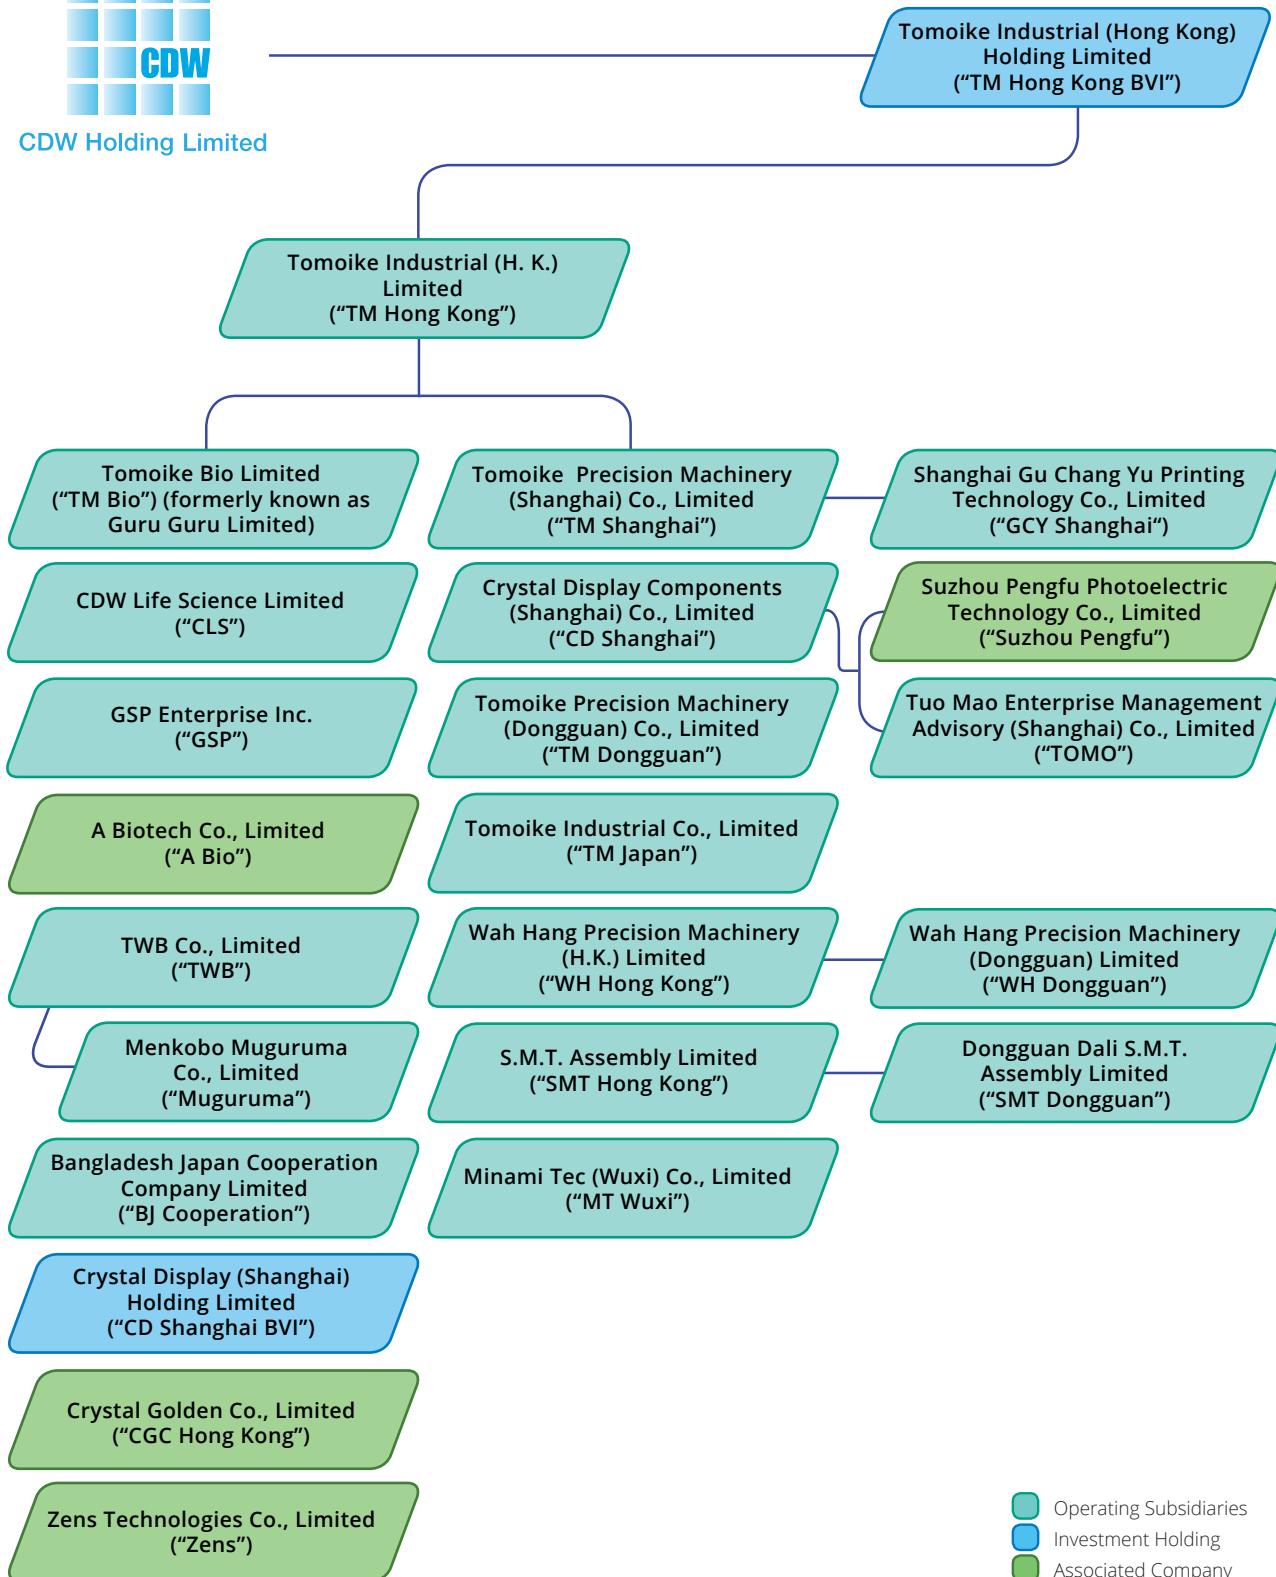 CDW
CDW Holding Limited
Tomoike Industrial (Hong Kong)
Holding Limited
(“TM Hong Kong BVI”)
Tomoike Industrial (H. K.)
Limited
(“TM Hong Kong”)
Tomoike Bio Limited
(“TM Bio”) (formerly known as
Guru Guru Limited)
Tomoike Precision Machinery
(Shanghai) Co., Limited
(“TM Shanghai”)
Shanghai Gu Chang Yu Printing
Technology Co., Limited
(“GCY Shanghai“)
CDW Life Science Limited
(“CLS”)
Crystal Display Components
(Shanghai) Co., Limited
(“CD Shanghai”)
Suzhou Pengfu Photoelectric
Technology Co., Limited
(“Suzhou Pengfu”)
GSP Enterprise Inc.
(“GSP”)
Tomoike Precision Machinery
(Dongguan) Co., Limited
(“TM Dongguan”)
Tuo Mao Enterprise Management
Advisory (Shanghai) Co., Limited
(“TOMO”)
A Biotech Co., Limited
(“A Bio”)
Tomoike Industrial Co., Limited
(“TM Japan”)
TWB Co., Limited
(“TWB”)
Wah Hang Precision Machinery
(H.K.) Limited
(“WH Hong Kong”)
Wah Hang Precision Machinery
(Dongguan) Limited
(“WH Dongguan”)
Menkobo Muguruma
Co., Limited
(“Muguruma”)
S.M.T. Assembly Limited
(“SMT Hong Kong”)
Dongguan Dali S.M.T.
Assembly Limited
(“SMT Dongguan”)
Bangladesh Japan Cooperation
Company Limited
(“BJ Cooperation”)
Minami Tec (Wuxi) Co., Limited
(“MT Wuxi”)
Crystal Display (Shanghai)
Holding Limited
(“CD Shanghai BVI”)
Crystal Golden Co., Limited
(“CGC Hong Kong”)
Zens Technologies Co., Limited
(“Zens”)
Operating Subsidiaries
Investment Holding
Associated Company